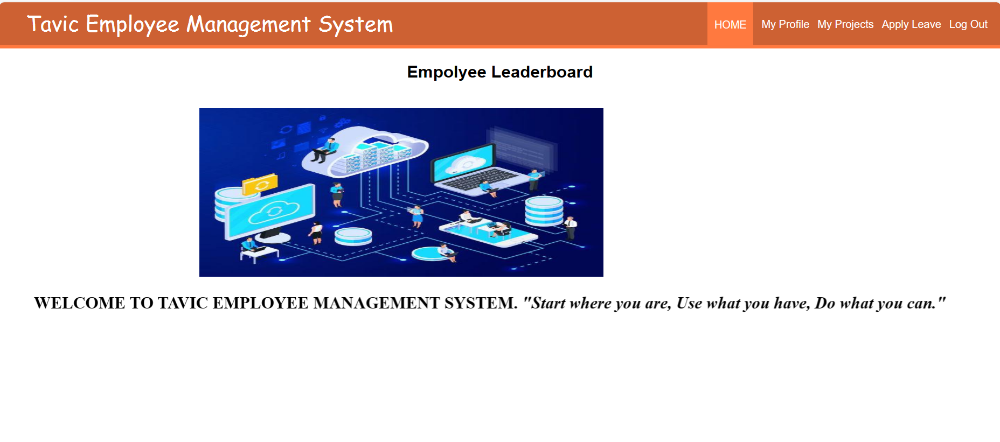 Tavic Employee Management System
HOME My Profile My Projects Apply Leave Log Out
Empolyee Leaderboard
WELCOME TO TAVIC EMPLOYEE MANAGEMENT SYSTEM. "Start where you are, Use what you have, Do what you can."